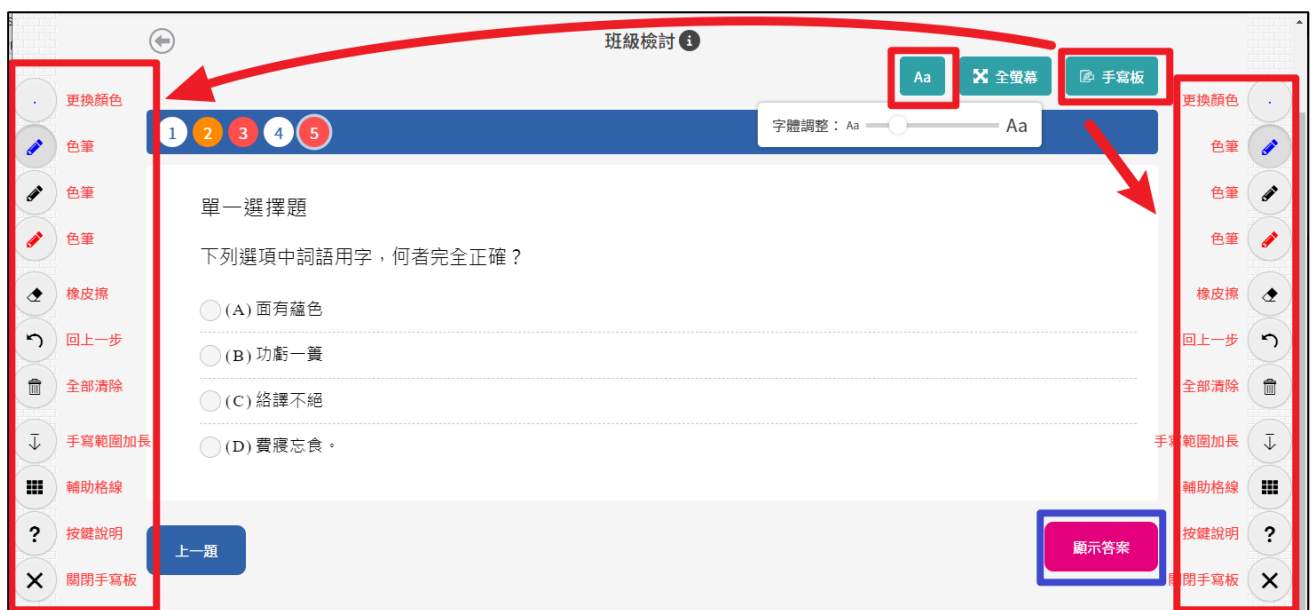 班級檢討
Aa
全螢幕
手寫板
字體調整： Aa Aa
1 2 3 4 5
更換顏色
色筆
色筆
色筆
橡皮擦
回上一步
全部清除
手寫範圍加長
輔助格線
? 按鍵說明
關閉手寫板
單一選擇題
下列選項中詞語用字，何者完全正確？
(A) 面有蘊色
(B) 功虧一簣
(C) 絡譯不絕
(D) 費寢忘食。
上一題
顯示答案
更換顏色
色筆
色筆
色筆
橡皮擦
回上一步
全部清除
手寫範圍加長
輔助格線
按鍵說明 ?
關閉手寫板